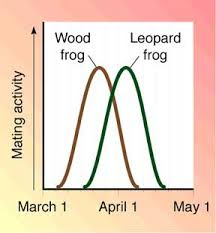 Wood frog
Leopard frog
Mating activity
March 1
April 1
May 1